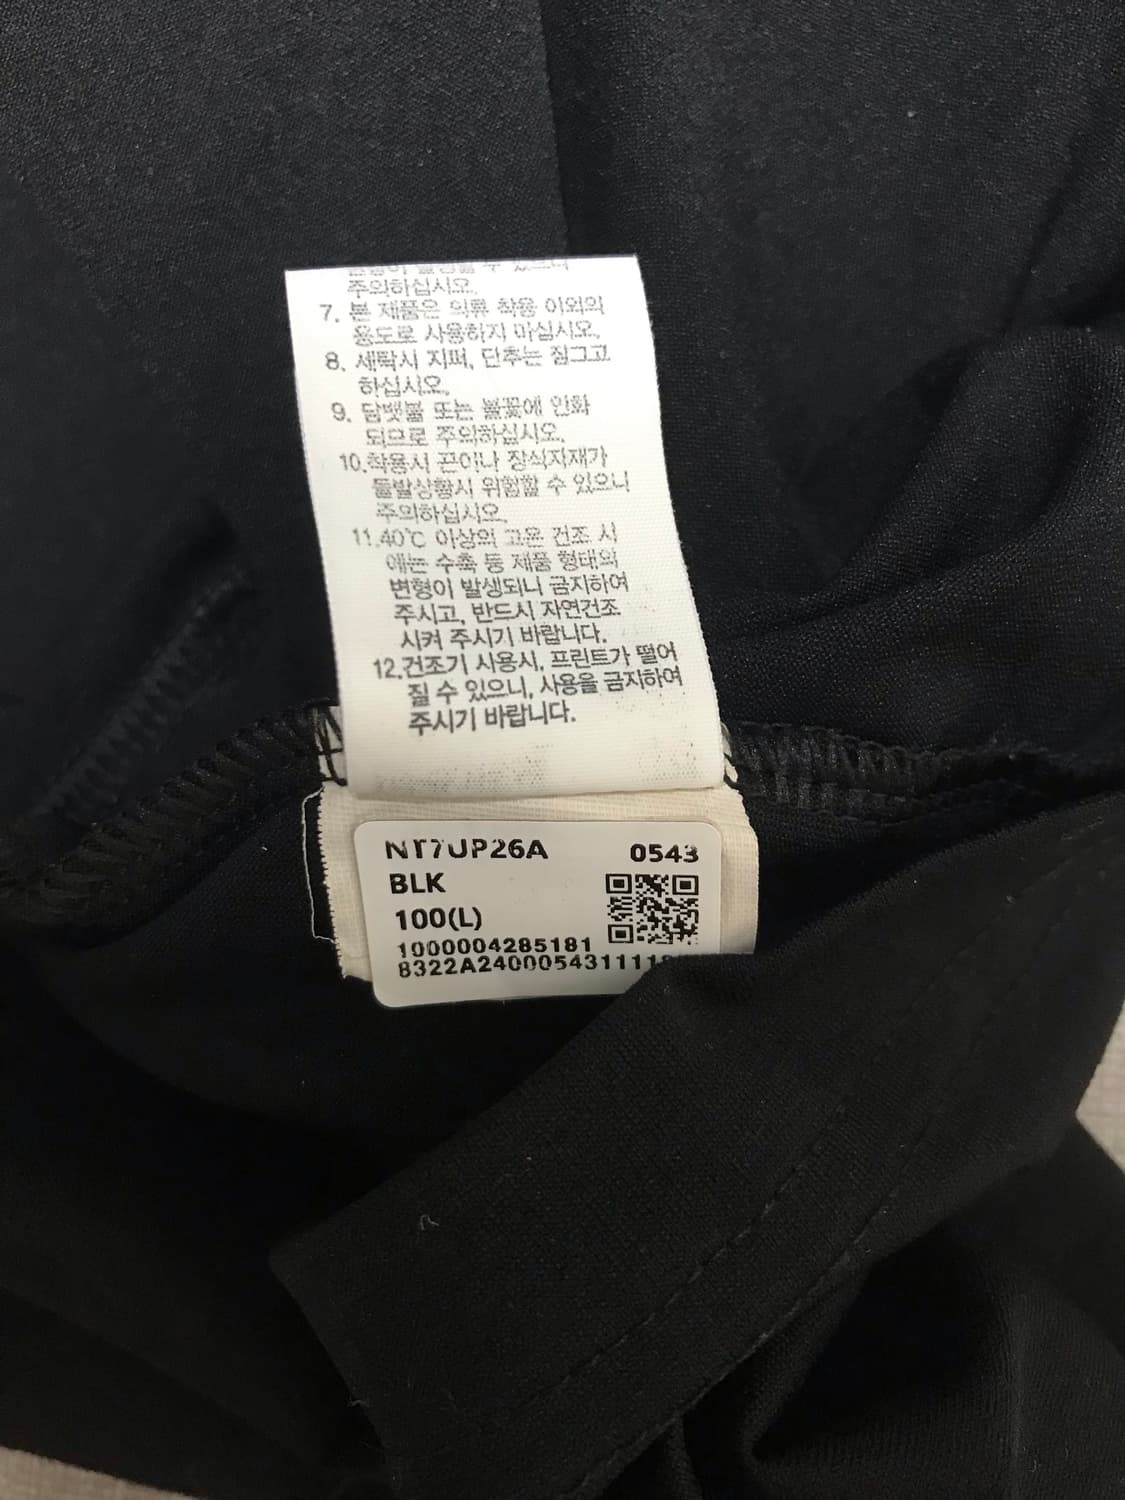 주의하십시오.
7. 본 제품은 의류 착용 이외의
용도로 사용하지 마십시오.
8. 세탁시 지퍼, 단추는 잠그고
하십시오.
9. 담뱃불 또는 불꽃에 인화
되므로 주의하십시오.
10.착용시 끈이나 장식자재가
돌발상황시 위험할 수 있으니
주의하십시오.
11.40℃ 이상의 고온 건조 시
에는 수축 등 제품 형태의
변형이 발생되니 금지하여
주시고, 반드시 자연건조
시켜 주시기 바랍니다.
12.건조기 사용시, 프린트가 떨어
질 수 있으니, 사용을 금지하여
주시기 바랍니다.
NT7UP26A 0543
BLK
100(L)
1000004285181